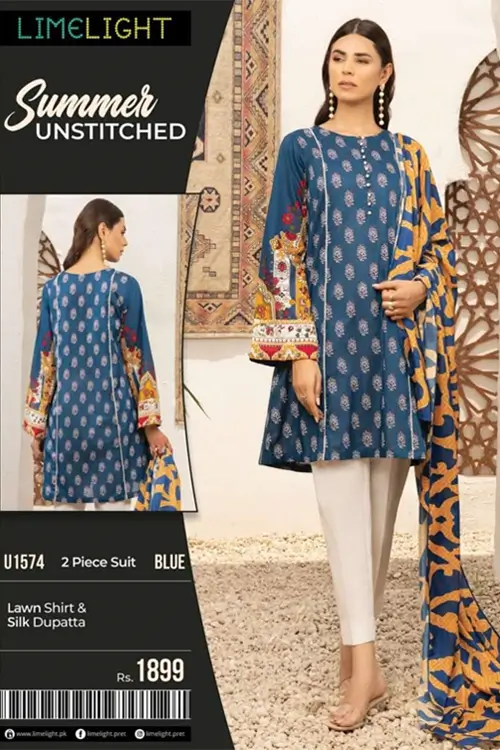 LIMELIGHT
Summer
UNSTITCHED
U1574 2 Piece Suit BLUE
Lawn Shirt &
Silk Dupatta
Rs. 1899
www.limelight.pk limelight.pret limelight.pret